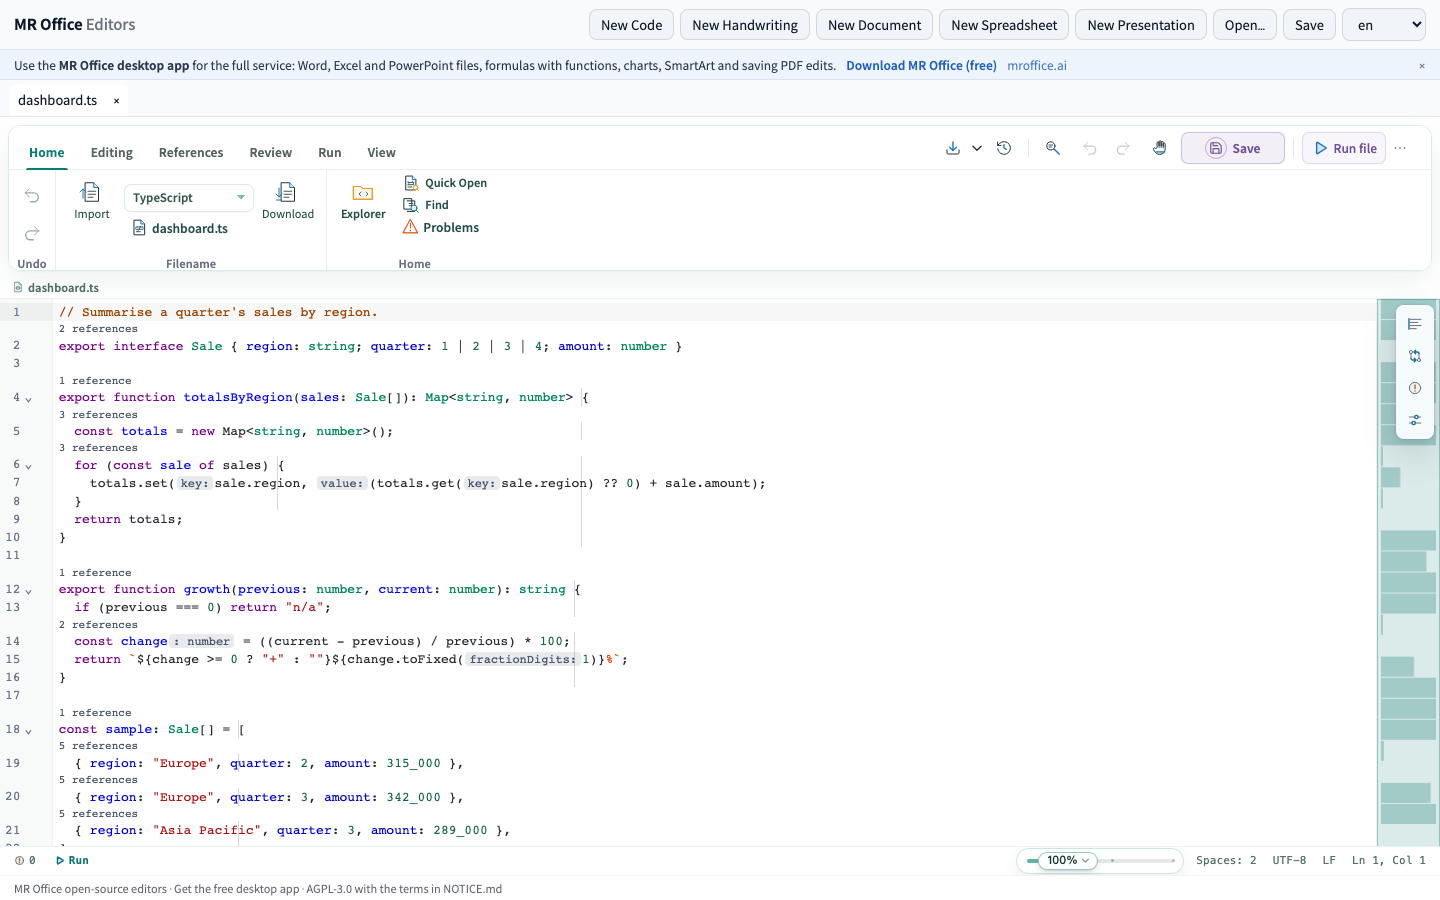 MR Office Editors
New Code New Handwriting New Document New Spreadsheet New Presentation Open... Save en
Use the MR Office desktop app for the full service: Word, Excel and PowerPoint files, formulas with functions, charts, SmartArt and saving PDF edits. Download MR Office (free) mroffice.ai ×
dashboard.ts ×
Home Editing References Review Run View
Save Run file ...
Import TypeScript Download Explorer Quick Open
Find
dashboard.ts Problems
Undo Filename Home
dashboard.ts
1 // Summarise a quarter's sales by region.
2 references
2 export interface Sale { region: string; quarter: 1 | 2 | 3 | 4; amount: number }
3
1 reference
4 export function totalsByRegion(sales: Sale[]): Map<string, number> {
3 references
5 const totals = new Map<string, number>();
3 references
6 for (const sale of sales) {
7 totals.set(key: sale.region, value: (totals.get(key: sale.region) ?? 0) + sale.amount);
8 }
9 return totals;
10 }
11
1 reference
12 export function growth(previous: number, current: number): string {
13 if (previous === 0) return "n/a";
2 references
14 const change: number = ((current - previous) / previous) * 100;
15 return `${change >= 0 ? "+" : ""}${change.toFixed(fractionDigits: 1)}%`;
16 }
17
1 reference
18 const sample: Sale[] = [
5 references
19 { region: "Europe", quarter: 2, amount: 315_000 },
5 references
20 { region: "Europe", quarter: 3, amount: 342_000 },
5 references
21 { region: "Asia Pacific", quarter: 3, amount: 289_000 },
0 Run 100% Spaces: 2 UTF-8 LF Ln 1, Col 1
MR Office open-source editors · Get the free desktop app · AGPL-3.0 with the terms in NOTICE.md